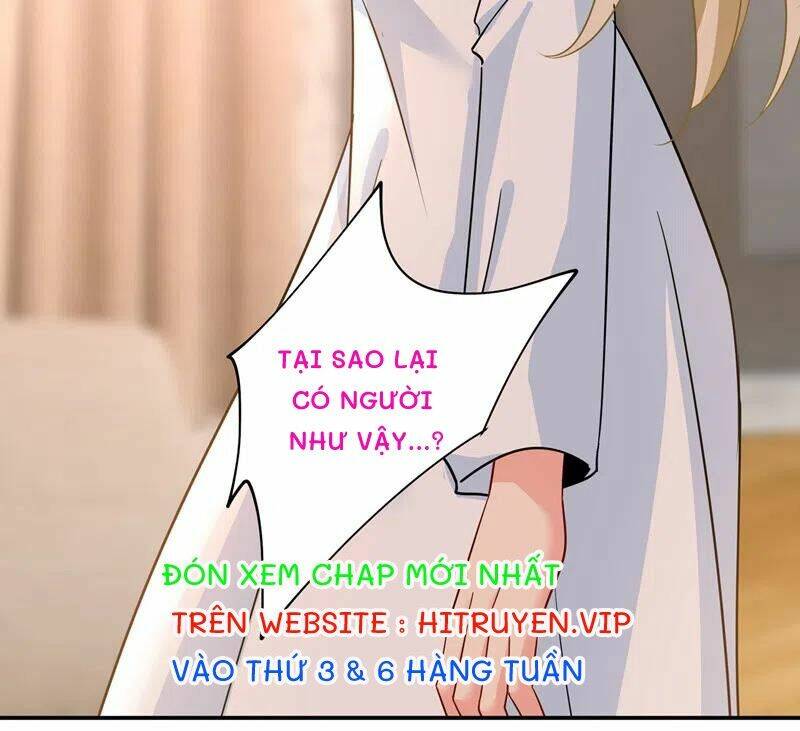 TẠI SAO LẠI
CÓ NGƯỜI
NHƯ VẬY...?
ĐÓN XEM CHAP MỚI NHẤT
TRÊN WEBSITE : HITRUYEN.VIP
VÀO THỨ 3 & 6 HÀNG TUẦN